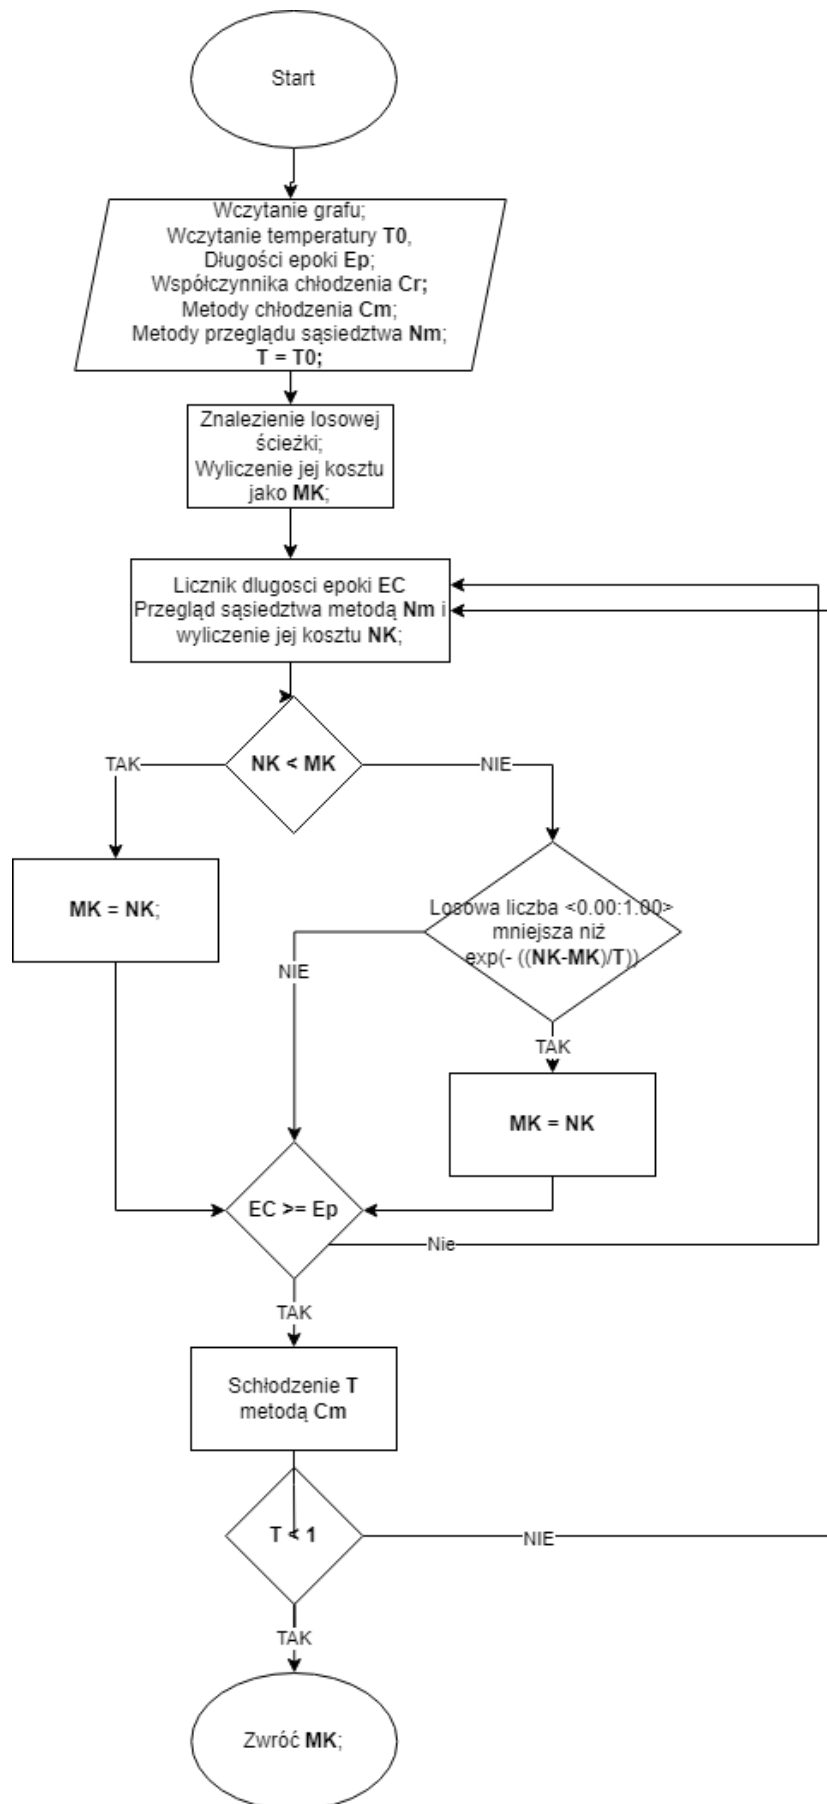 Start
Wczytanie grafu;
Wczytanie temperatury T0,
Długości epoki Ep;
Współczynnika chłodzenia Cr;
Metody chłodzenia Cm;
Metody przeglądu sąsiedztwa Nm;
T = T0;
Znalezienie losowej
ścieżki;
Wyliczenie jej kosztu
jako MK;
Licznik dlugosci epoki EC
Przegląd sąsiedztwa metodą Nm i
wyliczenie jej kosztu NK;
NK < MK
TAK
NIE
MK = NK;
Losowa liczba <0.00:1.00>
mniejsza niż
exp(- ((NK-MK)/T))
NIE
TAK
MK = NK
EC >= Ep
Nie
TAK
Schłodzenie T
metodą Cm
T < 1
NIE
TAK
Zwróć MK;